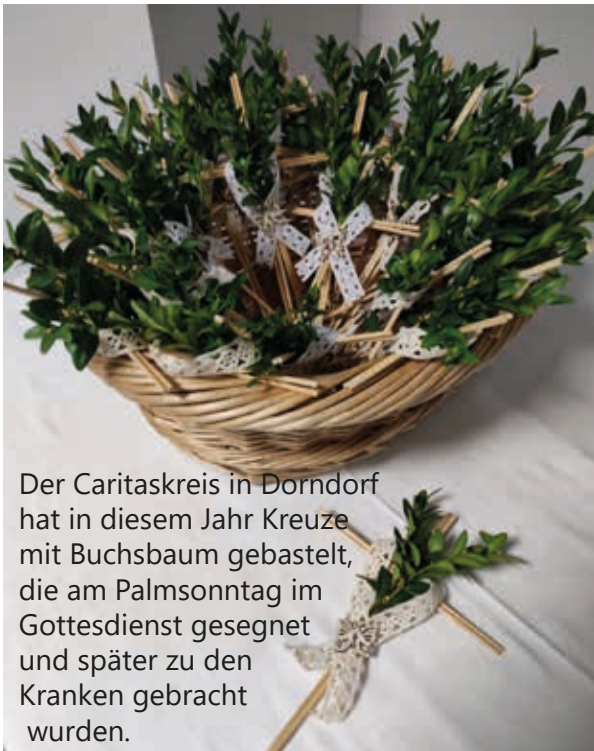 Der Caritaskreis in Dorndorf
hat in diesem Jahr Kreuze
mit Buchsbaum gebastelt,
die am Palmsonntag im
Gottesdienst gesegnet
und später zu den
Kranken gebracht
wurden.